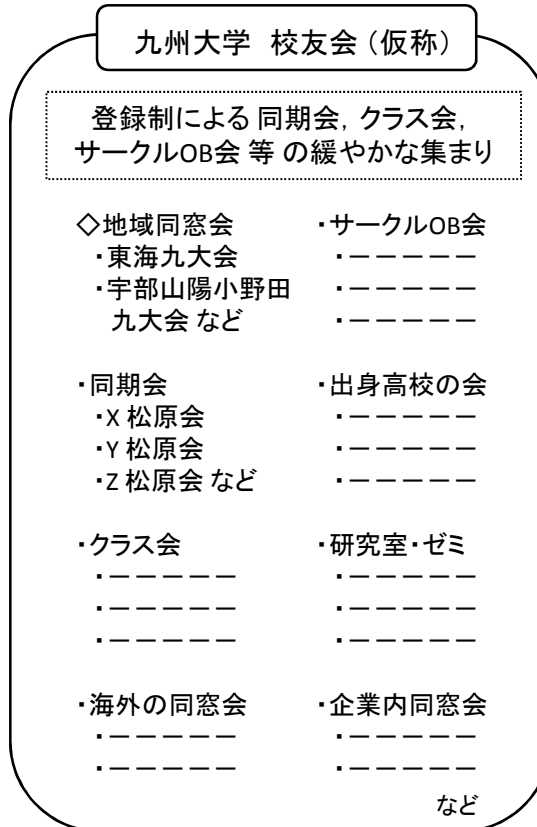 九州大学 校友会（仮称）
登録制による 同期会，クラス会，
サークルOB会 等 の緩やかな集まり
◇地域同窓会
・東海九大会
・宇部山陽小野田
九大会 など
・サークルOB会
・－－－－－
・－－－－－
・－－－－－
・同期会
・X 松原会
・Y 松原会
・Z 松原会 など
・出身高校の会
・－－－－－
・－－－－－
・－－－－－
・クラス会
・－－－－－
・－－－－－
・－－－－－
・研究室・ゼミ
・－－－－－
・－－－－－
・－－－－－
・海外の同窓会
・－－－－－
・－－－－－
・企業内同窓会
・－－－－－
・－－－－－
など